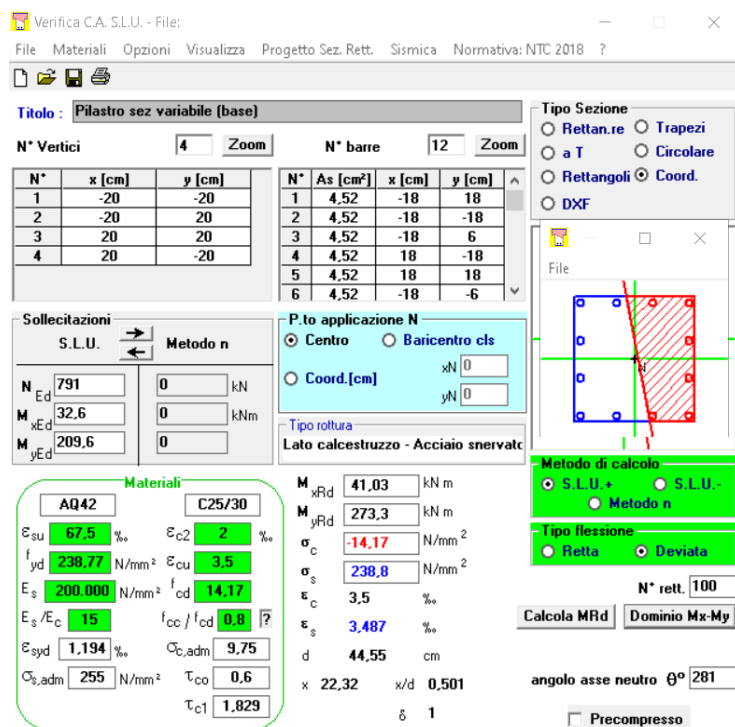 Verifica C.A. S.L.U. - File:
File Materiali Opzioni Visualizza Progetto Sez. Rett. Sismica Normativa: NTC 2018 ?
Titolo : Pilastro sez variabile (base)
N° Vertici 4 Zoom N° barre 12 Zoom
N° x [cm] y [cm]
1 -20 -20
2 -20 20
3 20 20
4 20 -20
N° As [cm²] x [cm] y [cm]
1 4,52 -18 18
2 4,52 -18 -18
3 4,52 -18 6
4 4,52 18 -18
5 4,52 18 18
6 4,52 -18 -6
Tipo Sezione
Rettan.re Trapezi
a T Circolare
Rettangoli Coord.
DXF
File
N
Sollecitazioni
S.L.U. Metodo n
N Ed 791 0 kN
M xEd 32,6 0 kNm
M yEd 209,6 0
P.to applicazione N
Centro Baricentro cls
Coord.[cm] xN 0
yN 0
Tipo rottura
Lato calcestruzzo - Acciaio snervato
Materiali
AQ42 C25/30
εsu 67,5 ‰ εc2 2 ‰
fyd 238,77 N/mm² εcu 3,5
Es 200.000 N/mm² fcd 14,17
Es/Ec 15 fcc / fcd 0,8 ?
εsyd 1,194 ‰ σc,adm 9,75
σs,adm 255 N/mm² τco 0,6
τc1 1,829
M xRd 41,03 kN m
M yRd 273,3 kN m
σc -14,17 N/mm²
σs 238,8 N/mm²
εc 3,5 ‰
εs 3,487 ‰
d 44,55 cm
x 22,32 x/d 0,501
δ 1
Metodo di calcolo
S.L.U.+ S.L.U.-
Metodo n
Tipo flessione
Retta Deviata
N° rett. 100
Calcola MRd Dominio Mx-My
angolo asse neutro θ° 281
Precompresso